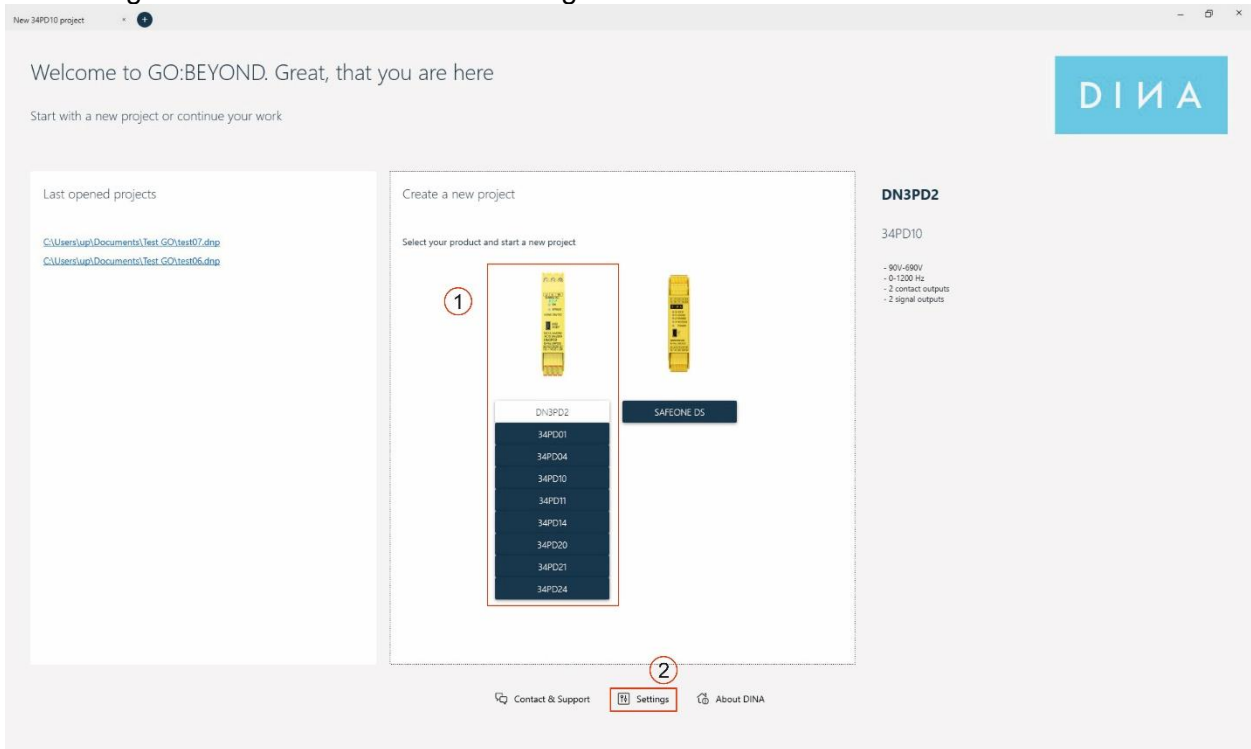 New 34PD10 project
Welcome to GO:BEYOND. Great, that you are here
Start with a new project or continue your work
DINA
Last opened projects
C:\Users\up\Documents\Test GO\test07.dnp
C:\Users\up\Documents\Test GO\test06.dnp
Create a new project
Select your product and start a new project
1
DN3PD2
34PD01
34PD04
34PD10
34PD11
34PD14
34PD20
34PD21
34PD24
SAFEONE DS
DN3PD2
34PD10
- 90V-690V
- 0-1200 Hz
- 2 contact outputs
- 2 signal outputs
2
Contact & Support
Settings
About DINA